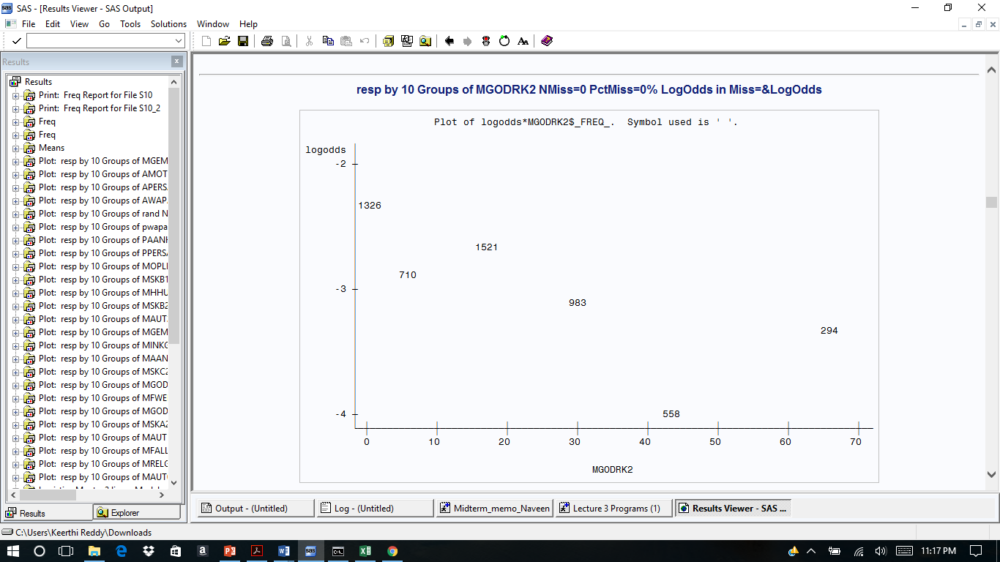 SAS - [Results Viewer - SAS Output]
File Edit View Go Tools Solutions Window Help
Results
Results
Print: Freq Report for File S10
Print: Freq Report for File S10_2
Freq
Freq
Means
Plot: resp by 10 Groups of MGEM
Plot: resp by 10 Groups of AMOT
Plot: resp by 10 Groups of APERS
Plot: resp by 10 Groups of AWAP
Plot: resp by 10 Groups of rand N
Plot: resp by 10 Groups of pwapa
Plot: resp by 10 Groups of PAANH
Plot: resp by 10 Groups of PPERS
Plot: resp by 10 Groups of MOPL
Plot: resp by 10 Groups of MSKB1
Plot: resp by 10 Groups of MHHU
Plot: resp by 10 Groups of MSKB2
Plot: resp by 10 Groups of MAUT
Plot: resp by 10 Groups of MGEM
Plot: resp by 10 Groups of MINK
Plot: resp by 10 Groups of MAAN
Plot: resp by 10 Groups of MSKC2
Plot: resp by 10 Groups of MGOD
Plot: resp by 10 Groups of MFWE
Plot: resp by 10 Groups of MGOD
Plot: resp by 10 Groups of MSKA2
Plot: resp by 10 Groups of MAUT
Plot: resp by 10 Groups of MFALL
Plot: resp by 10 Groups of MRELG
Plot: resp by 10 Groups of MAUT
Results Explorer
resp by 10 Groups of MGODRK2 NMiss=0 PctMiss=0% LogOdds in Miss=&LogOdds
Plot of logodds*MGODRK2$_FREQ_. Symbol used is ' '.
logodds
-2
1326
1521
710
-3
983
294
-4
558
0 10 20 30 40 50 60 70
MGODRK2
Output - (Untitled) Log - (Untitled) Midterm_memo_Naveen Lecture 3 Programs (1) Results Viewer - SAS ...
C:\Users\Keerthi Reddy\Downloads
11:17 PM